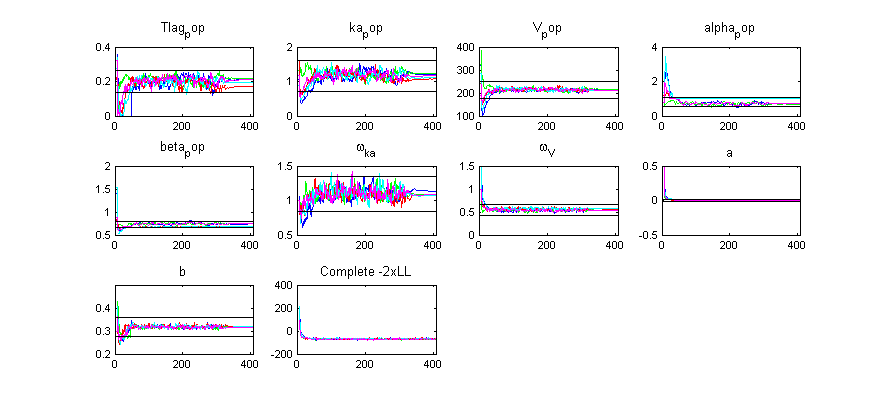 Tlag_pop ka_pop V_pop alpha_pop
0.4 2 400 4
300
0.2 1 200 2
0 0 100 0
0 200 400 0 200 400 0 200 400 0 200 400
beta_pop ω_ka ω_V a
2 1.5 1.5 0.5
1.5 1
1 1 0.5 0
0.5 0.5 0 -0.5
0 200 400 0 200 400 0 200 400 0 200 400
b Complete -2xLL
0.5 400
0.4 200
0.3 0
0.2 -200
0 200 400 0 200 400